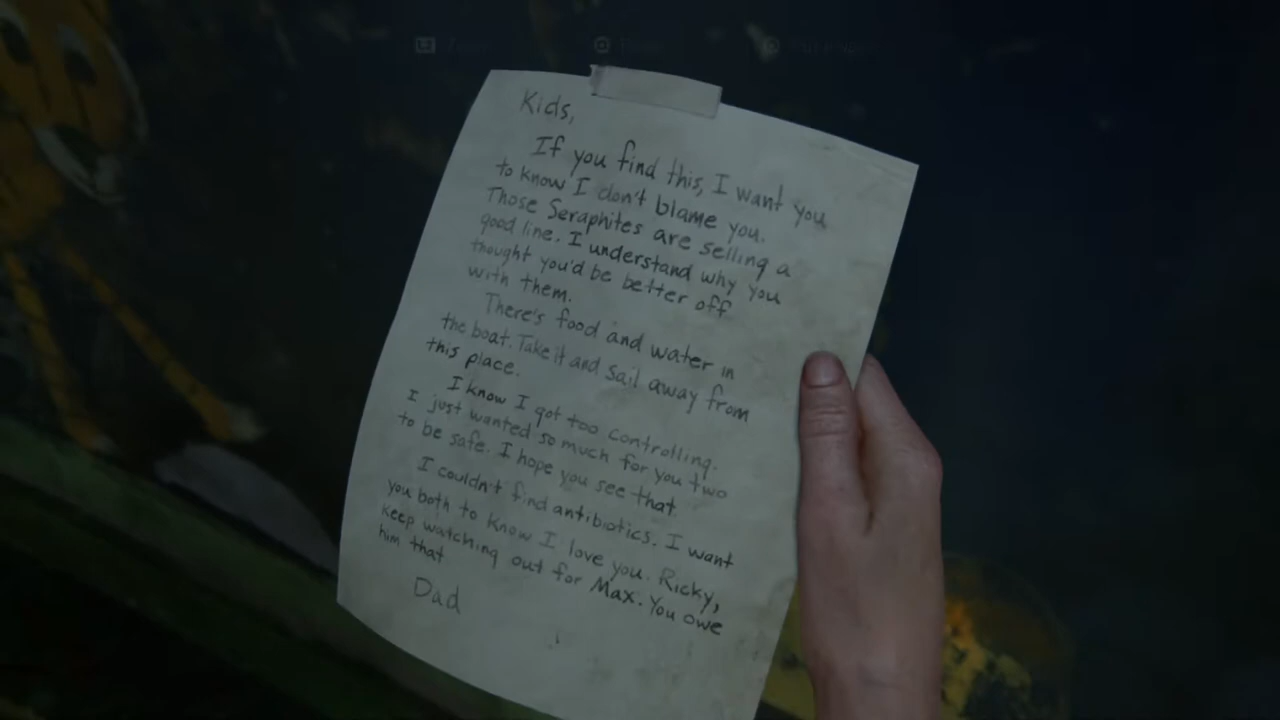 Kids,
If you find this, I want you
to know I don't blame you.
Those Seraphites are selling a
good line. I understand why you
thought you'd be better off
with them.
There's food and water in
the boat. Take it and sail away from
this place.
I know I got too controlling.
I just wanted so much for you two
to be safe. I hope you see that
I couldn't find antibiotics. I want
you both to know I love you. Ricky,
keep watching out for Max. You owe
him that
Dad